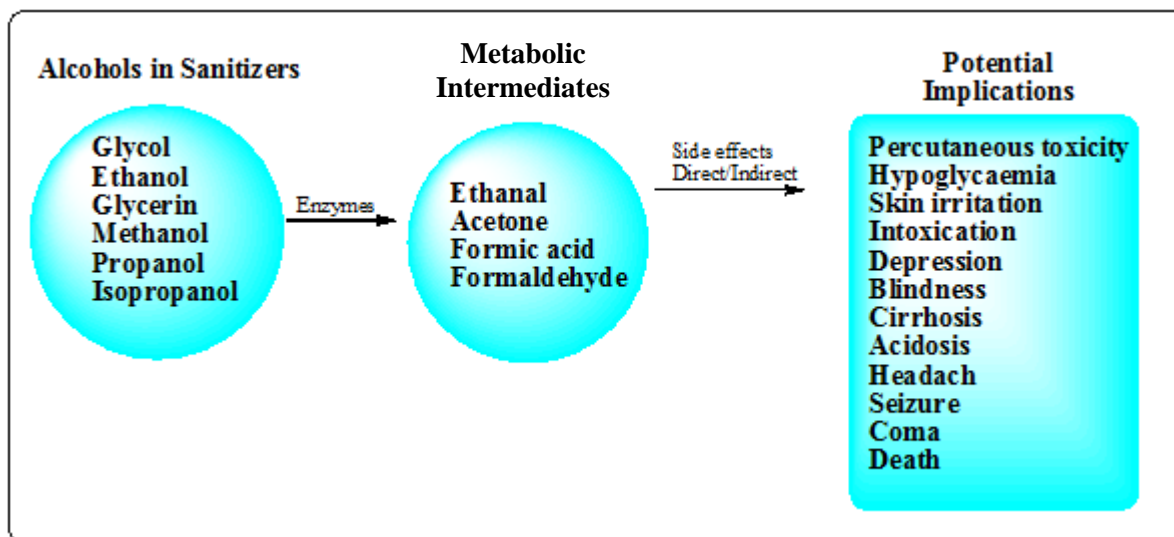 Alcohols in Sanitizers
Glycol
Ethanol
Glycerin
Methanol
Propanol
Isopropanol
Enzymes
Metabolic
Intermediates
Ethanal
Acetone
Formic acid
Formaldehyde
Side effects
Direct/Indirect
Potential
Implications
Percutaneous toxicity
Hypoglycaemia
Skin irritation
Intoxication
Depression
Blindness
Cirrhosis
Acidosis
Headach
Seizure
Coma
Death